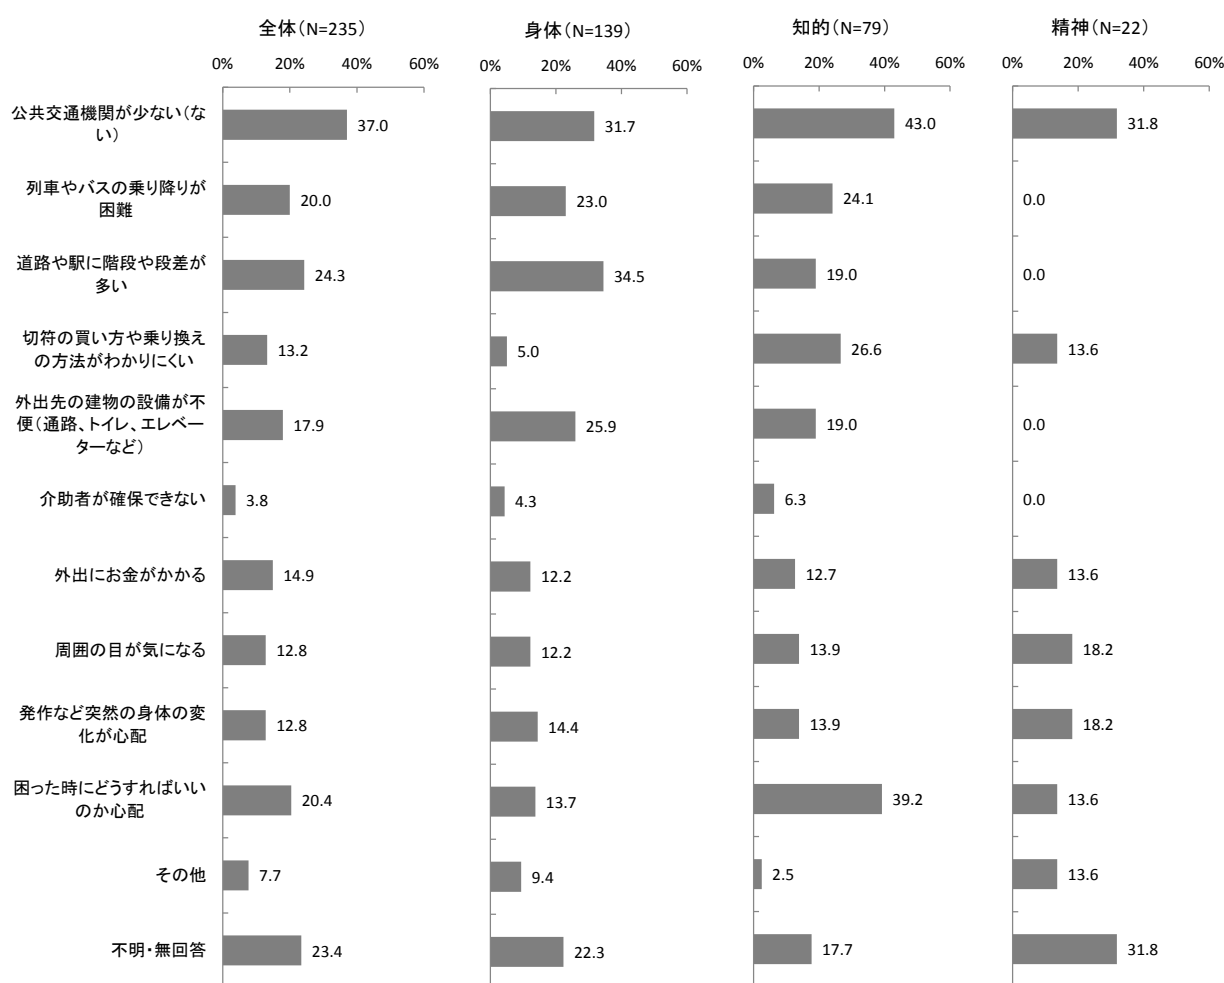 全体（N=235）
身体（N=139）
知的（N=79）
精神（N=22）
0% 20% 40% 60%
0% 20% 40% 60%
0% 20% 40% 60%
0% 20% 40% 60%
公共交通機関が少ない（な
い）
37.0 31.7 43.0 31.8
列車やバスの乗り降りが
困難
20.0 23.0 24.1 0.0
道路や駅に階段や段差が
多い
24.3 34.5 19.0 0.0
切符の買い方や乗り換え
の方法がわかりにくい
13.2 5.0 26.6 13.6
外出先の建物の設備が不
便（通路、トイレ、エレベー
ターなど）
17.9 25.9 19.0 0.0
介助者が確保できない
3.8 4.3 6.3 0.0
外出にお金がかかる
14.9 12.2 12.7 13.6
周囲の目が気になる
12.8 12.2 13.9 18.2
発作など突然の身体の変
化が心配
12.8 14.4 13.9 18.2
困った時にどうすればいい
のか心配
20.4 13.7 39.2 13.6
その他
7.7 9.4 2.5 13.6
不明・無回答
23.4 22.3 17.7 31.8